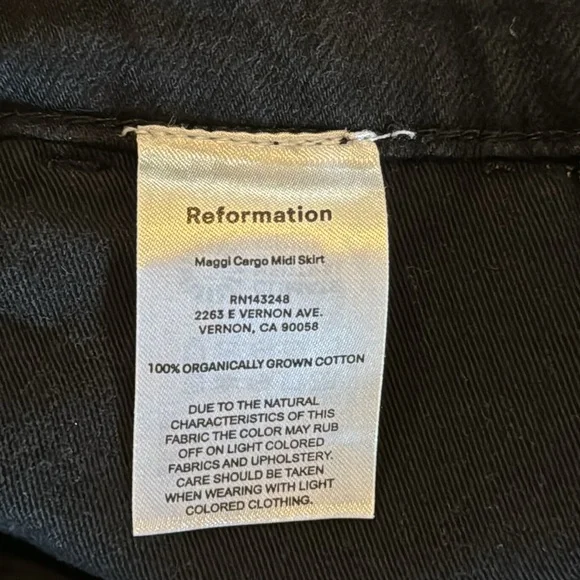 Reformation
Maggi Cargo Midi Skirt
RN143248
2263 E VERNON AVE.
VERNON, CA 90058
100% ORGANICALLY GROWN COTTON
DUE TO THE NATURAL
CHARACTERISTICS OF THIS
FABRIC THE COLOR MAY RUB
OFF ON LIGHT COLORED
FABRICS AND UPHOLSTERY.
CARE SHOULD BE TAKEN
WHEN WEARING WITH LIGHT
COLORED CLOTHING.